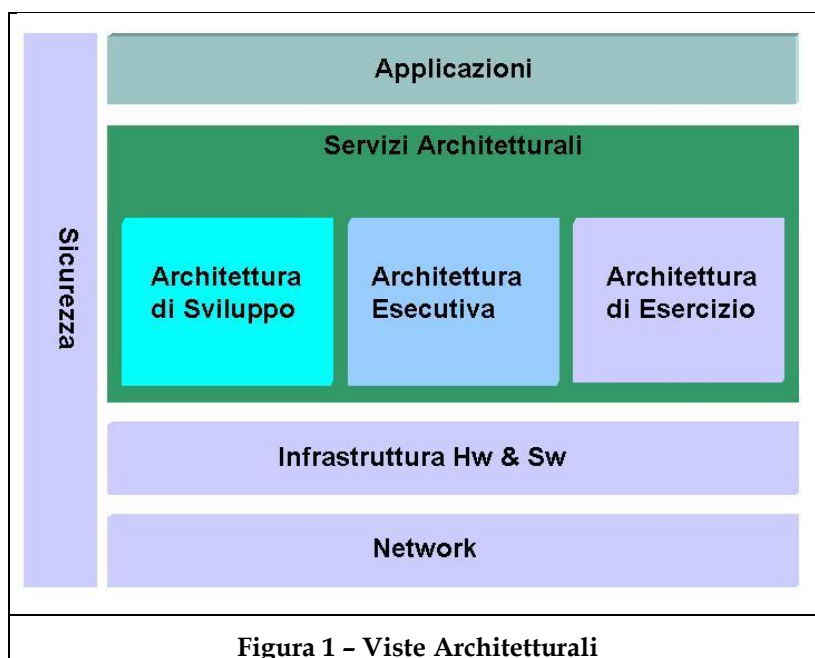 Applicazioni
Servizi Architetturali
Sicurezza
Architettura
di Sviluppo
Architettura
Esecutiva
Architettura
di Esercizio
Infrastruttura Hw & Sw
Network
Figura 1 – Viste Architetturali